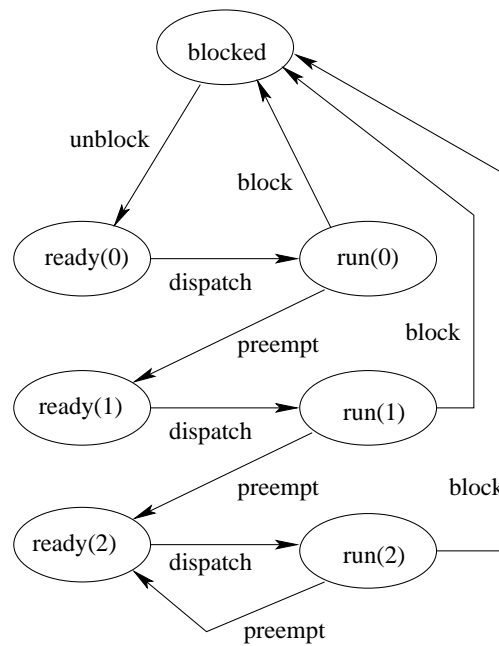 blocked
unblock
block
ready(0)
run(0)
dispatch
preempt
block
ready(1)
run(1)
dispatch
preempt
block
ready(2)
run(2)
dispatch
preempt